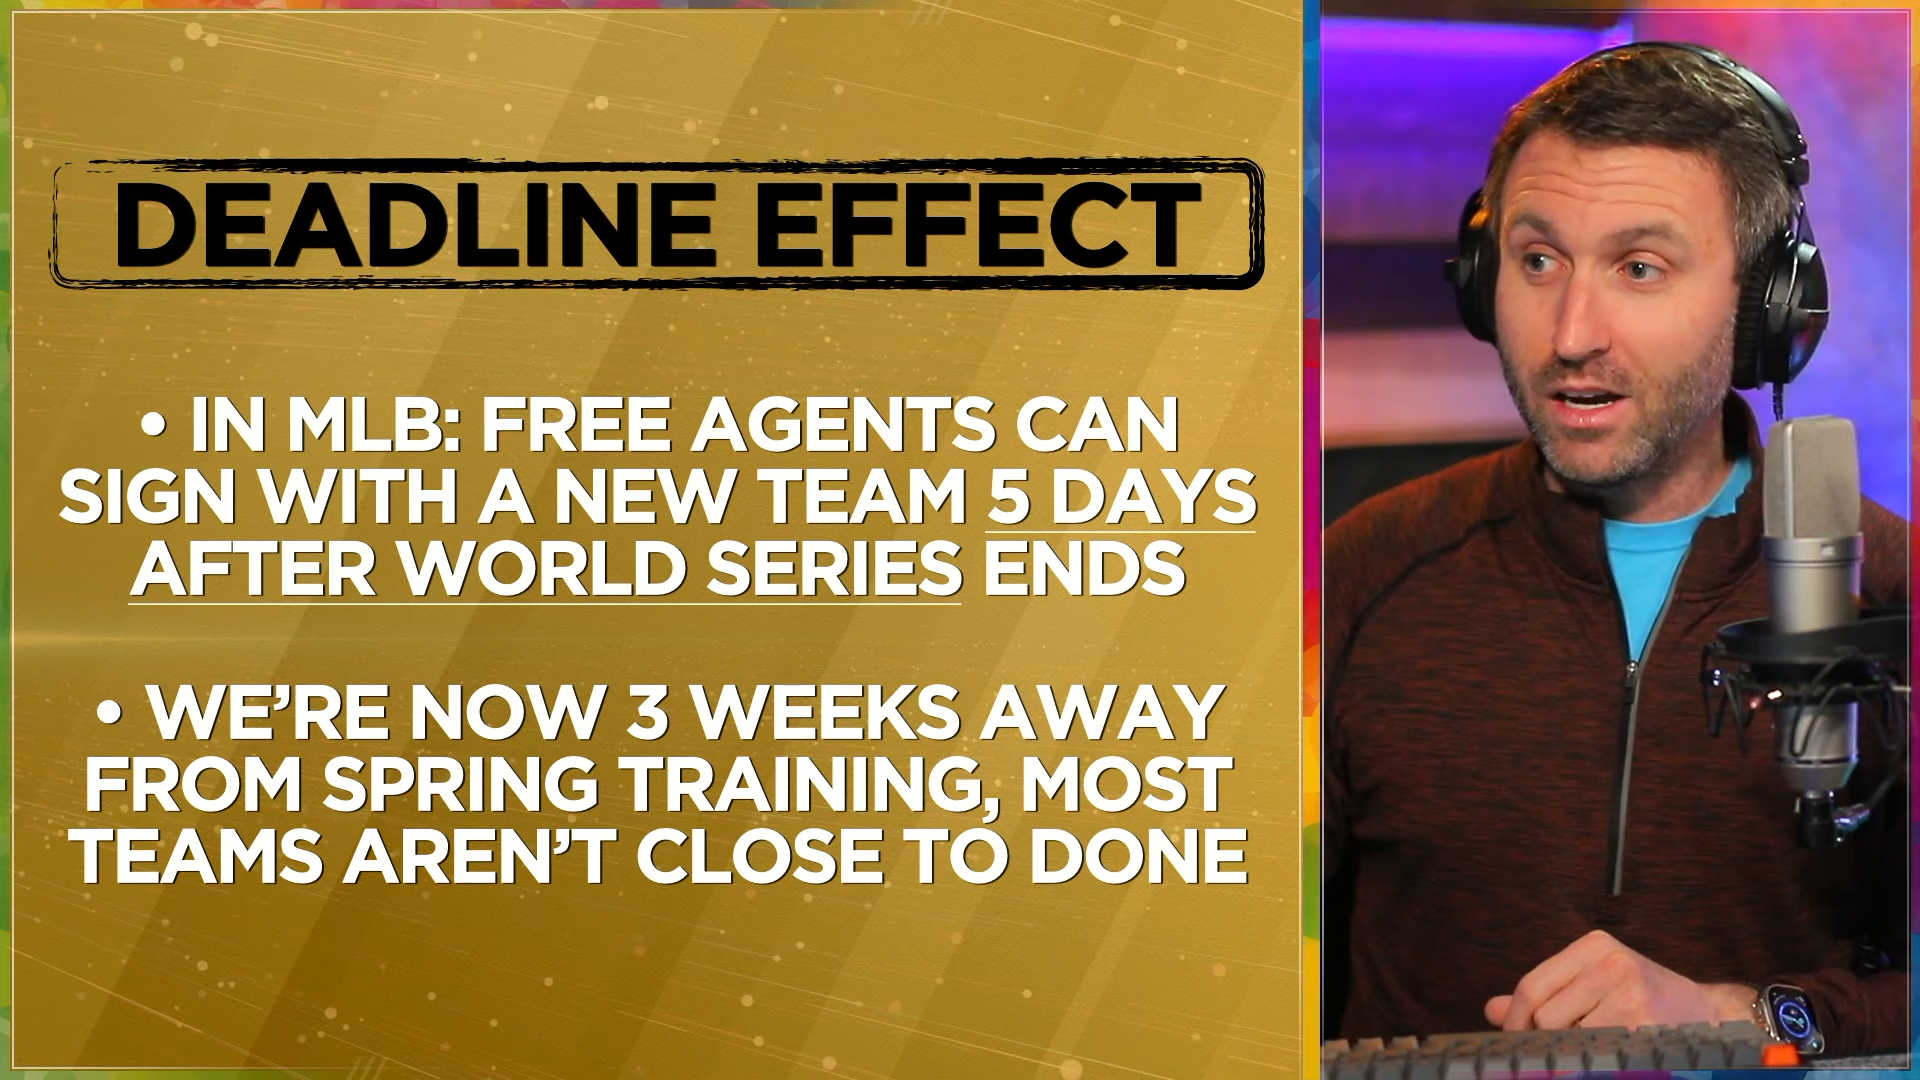 DEADLINE EFFECT
• IN MLB: FREE AGENTS CAN
SIGN WITH A NEW TEAM 5 DAYS
AFTER WORLD SERIES ENDS
• WE’RE NOW 3 WEEKS AWAY
FROM SPRING TRAINING, MOST
TEAMS AREN’T CLOSE TO DONE